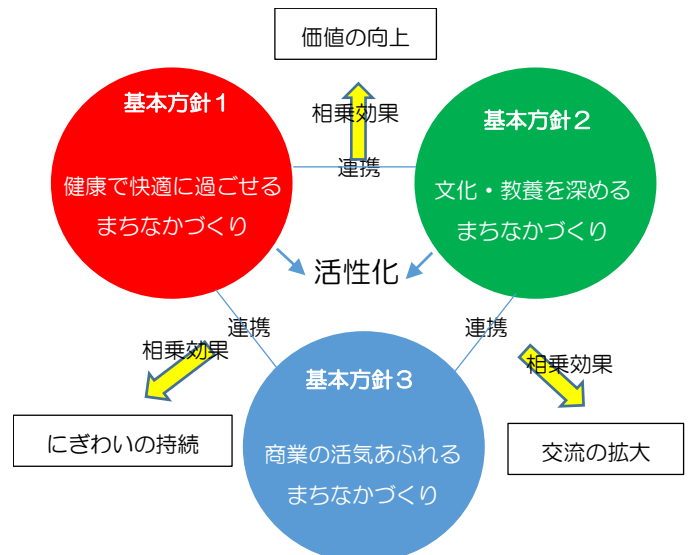 価値の向上
基本方針１
相乗効果
基本方針２
連携
健康で快適に過ごせる
まちなかづくり
文化・教養を深める
まちなかづくり
活性化
連携
連携
相乗効果
相乗効果
基本方針３
にぎわいの持続
商業の活気あふれる
まちなかづくり
交流の拡大